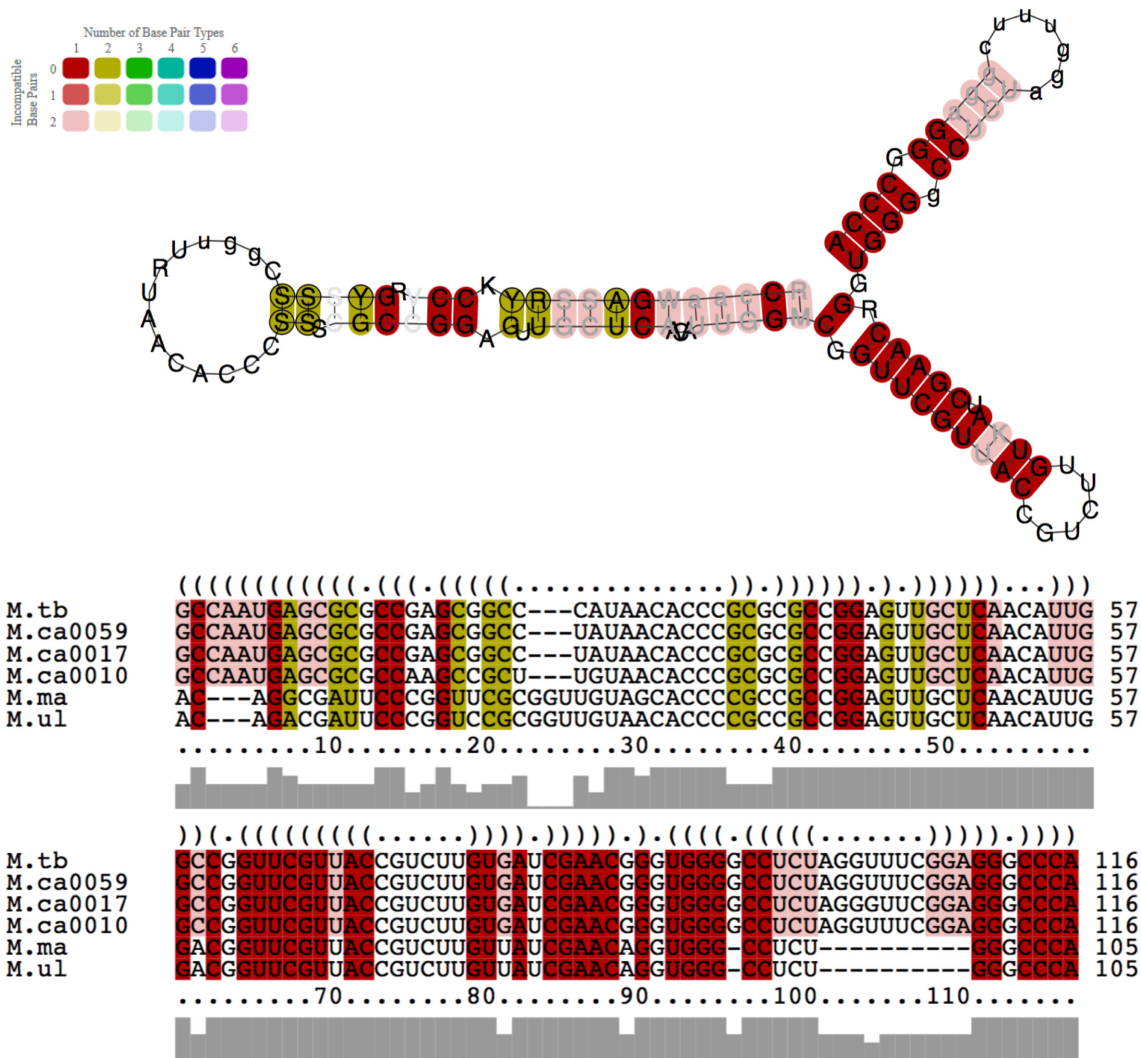 Number of Base Pair Types
1 2 3 4 5 6
Incompatible
Base Pairs
0
1
2
((((((((((((.(((.(((((..............)).)))))).).))))))...)))
M.tb GCCAAUGAGCGCGCCGAGCGGCC---CAUAACACCCGCGCGCCGGAGUUGCUCAACAUUG 57
M.ca0059 GCCAAUGAGCGCGCCGAGCGGCC---UAUAACACCCGCGCGCCGGAGUUGCUCAACAUUG 57
M.ca0017 GCCAAUGAGCGCGCCGAGCGGCC---UAUAACACCCGCGCGCCGGAGUUGCUCAACAUUG 57
M.ca0010 GCCAAUGAGCGCGCCAAGCCGCU---UGUAACACCCGCGCGCCGGAGUUGCUCAACAUUG 57
M.ma AC---AGGCGAUUCCCGGUGCGCGGUUGUAGCACCCCGCCGCCGGAGUUGCUCAACAUUG 57
M.ul AC---AGACGAUUCCCGGUCCGCGGUUGUAACACCCCGCCGCCGGAGUUGCUCAACAUUG 57
.........10........20........30........40........50.........
))(.(((((((((......)))).))))).).((((.(((((.......))))).))))
M.tb GCCGGUUCGUUACCGUCUUGUGAUCGAACGGGUGGGGCCUCUAGGUUUCGGAGGGCCCA 116
M.ca0059 GCCGGUUCGUUACCGUCUUGUGAUCGAACGGGUGGGGCCUCUAGGUUUCGGAGGGCCCA 116
M.ca0017 GCCGGUUCGUUACCGUCUUGUGAUCGAACGGGUGGGGCCUCUAGGGUUCGGAGGGCCCA 116
M.ca0010 GCCGGUUCGUUACCGUCUUGUGAUCGAACGGGUGGGGCCUCUAGGUUUCGGAGGGCCCA 116
M.ma GACGGUUCGUUACCGUCUUGUUAUCGAACAGGUGGG-CCUCU----------GGGCCCA 105
M.ul GACGGUUCGUUACCGUCUUGUUAUCGAACAGGUGGG-CCUCU----------GGGCCCA 105
.........70........80........90........100.......110........